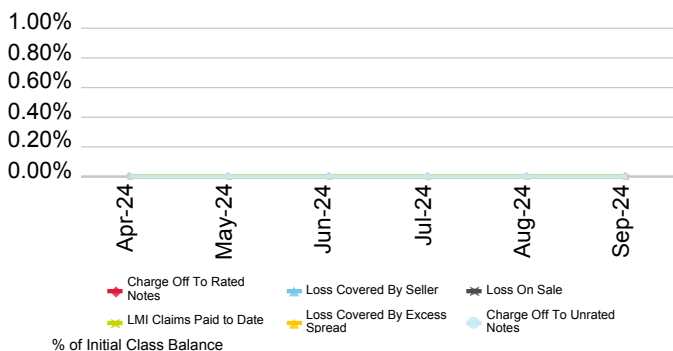 1.00%
0.80%
0.60%
0.40%
0.20%
0.00%
Apr-24
May-24
Jun-24
Jul-24
Aug-24
Sep-24
Charge Off To Rated
Notes
Loss Covered By Seller
Loss On Sale
LMI Claims Paid to Date
Loss Covered By Excess
Spread
Charge Off To Unrated
Notes
% of Initial Class Balance